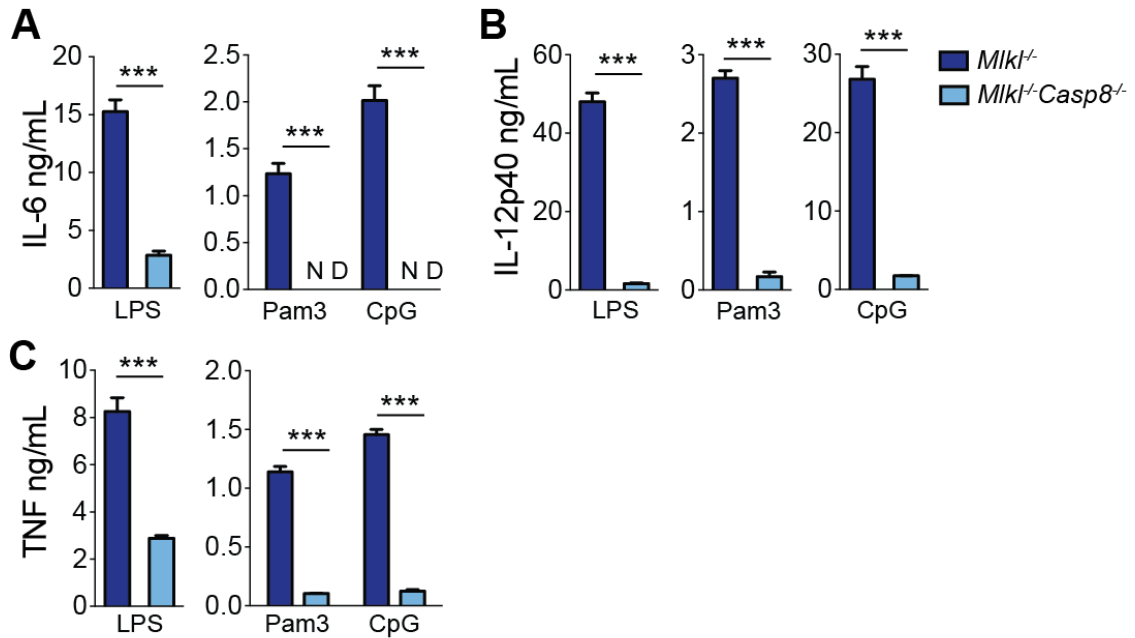 A
IL-6 ng/mL
20
15
10
5
0
***
LPS
2.5
2.0
1.5
1.0
0.5
0.0
***
***
N D
N D
Pam3 CpG
B
IL-12p40 ng/mL
60
40
20
0
***
LPS
3
2
1
0
***
Pam3
30
20
10
0
***
CpG
Mlkl-/-
Mlkl-/-Casp8-/-
C
TNF ng/mL
10
8
6
4
2
0
***
LPS
2.0
1.5
1.0
0.5
0.0
***
***
Pam3 CpG